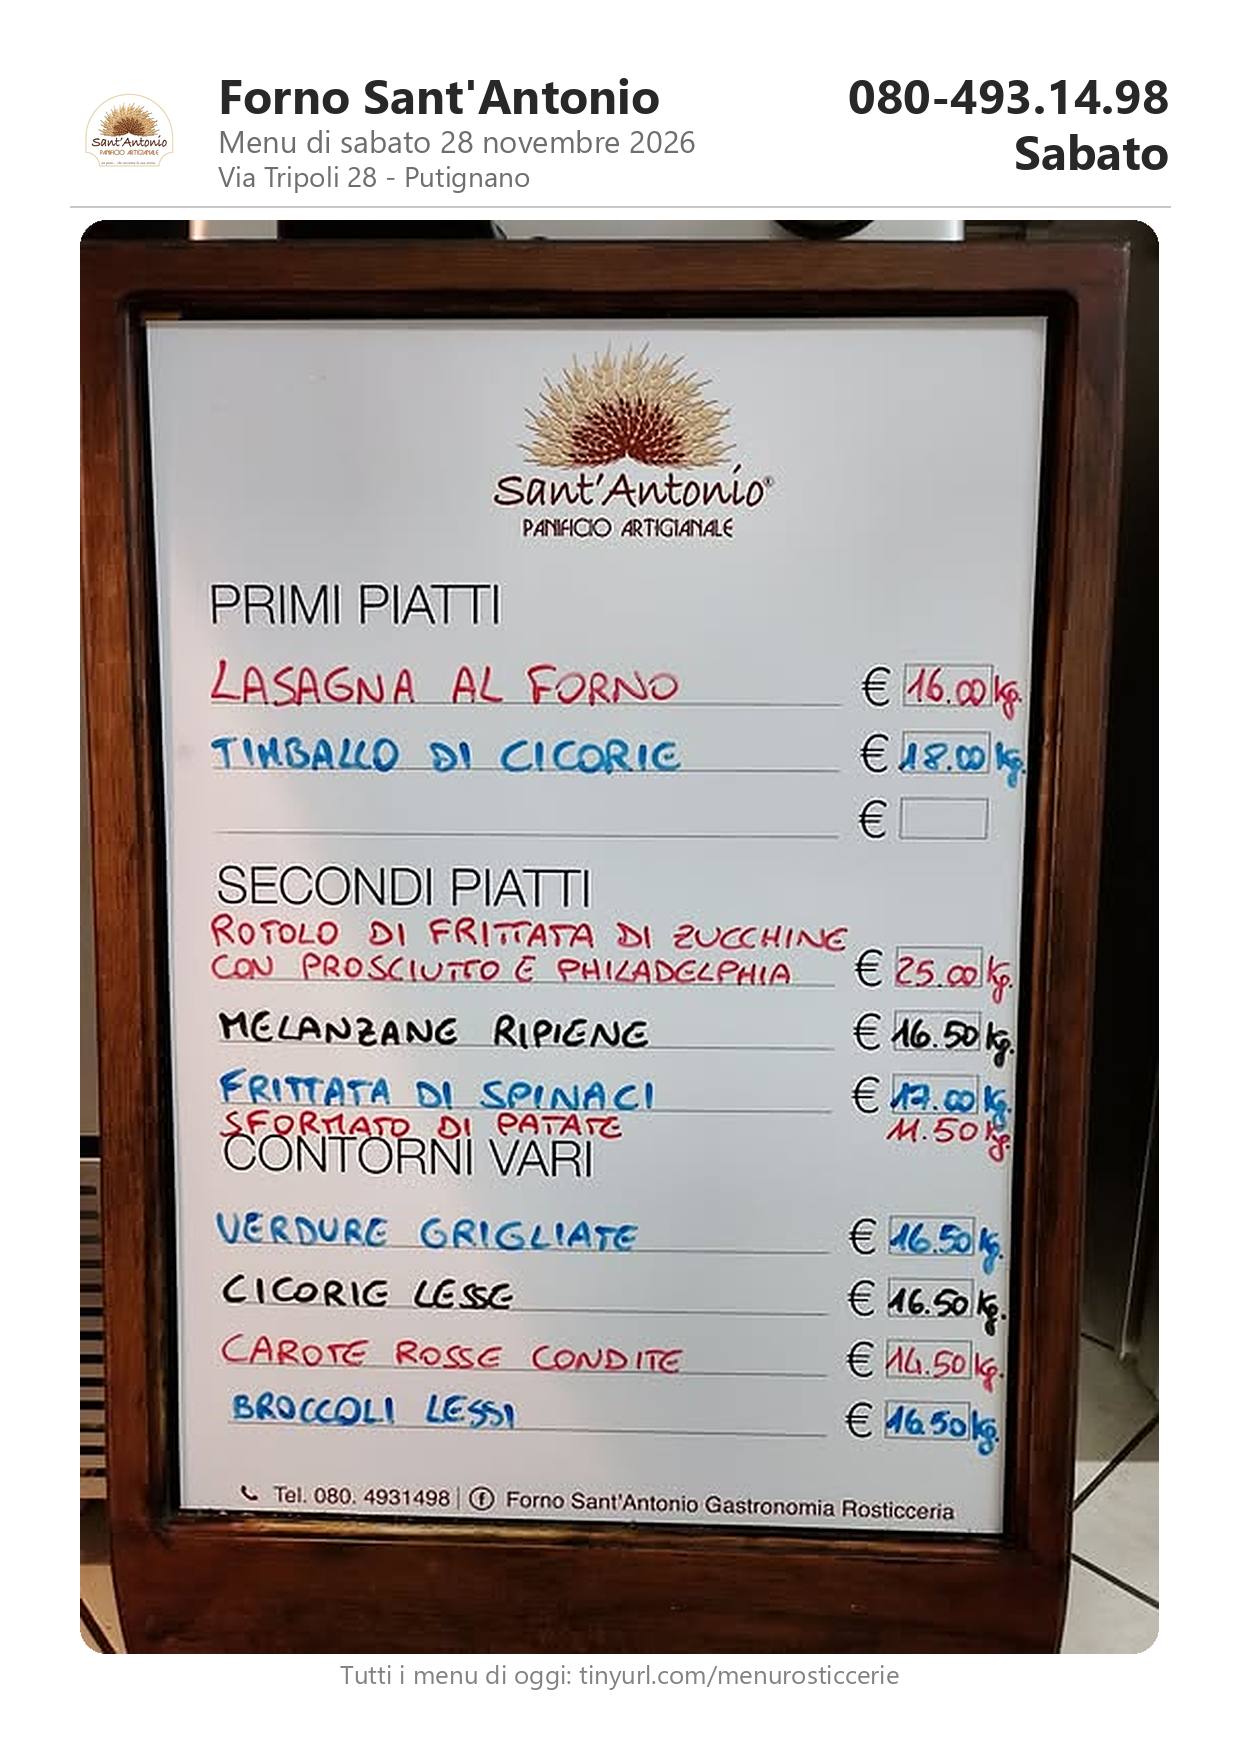 Sant'Antonio
PANIFICIO ARTIGIANALE
Forno Sant'Antonio
Menu di sabato 28 novembre 2026
Via Tripoli 28 - Putignano
080-493.14.98
Sabato
Sant'Antonio®
PANIFICIO ARTIGIANALE
PRIMI PIATTI
LASAGNA AL FORNO € 16.00 kg.
TIMBALLO DI CICORIE € 18.00 kg.
€
SECONDI PIATTI
ROTOLO DI FRITTATA DI ZUCCHINE
CON PROSCIUTTO E PHILADELPHIA € 25.00 kg.
MELANZANE RIPIENE € 16.50 kg.
FRITTATA DI SPINACI € 17.00 kg.
SFORMATO DI PATATE 11.50 kg.
CONTORNI VARI
VERDURE GRIGLIATE € 16.50 kg.
CICORIE LESSE € 16.50 kg.
CAROTE ROSSE CONDITE € 14.50 kg.
BROCCOLI LESSI € 16.50 kg.
Tel. 080. 4931498 | Forno Sant'Antonio Gastronomia Rosticceria
Tutti i menu di oggi: tinyurl.com/menurosticcerie